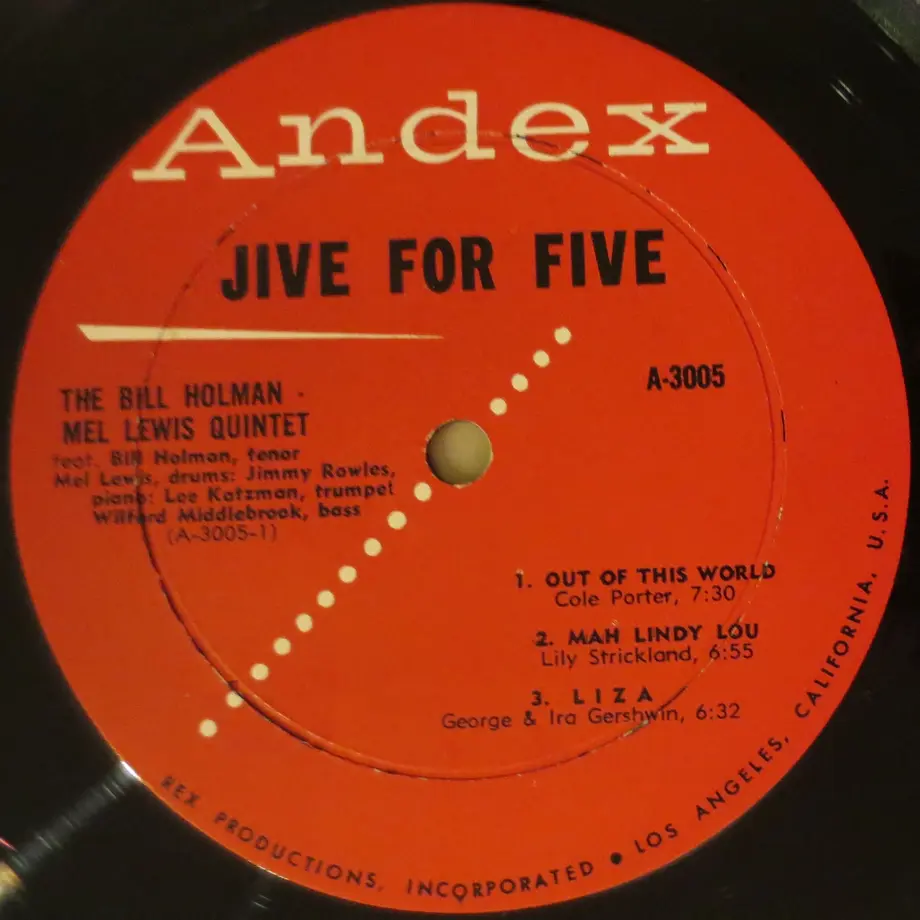 Andex
JIVE FOR FIVE
A-3005
THE BILL HOLMAN -
MEL LEWIS QUINTET
feat. Bill Holman, tenor
Mel Lewis, drums: Jimmy Rowles,
piano: Lee Katzman, trumpet
Wilford Middlebrook, bass
(A-3005-1)
1. OUT OF THIS WORLD
Cole Porter, 7:30
2. MAH LINDY LOU
Lily Strickland, 6:55
3. LIZA
George & Ira Gershwin, 6:32
REX PRODUCTIONS, INCORPORATED ● LOS ANGELES, CALIFORNIA, U.S.A.